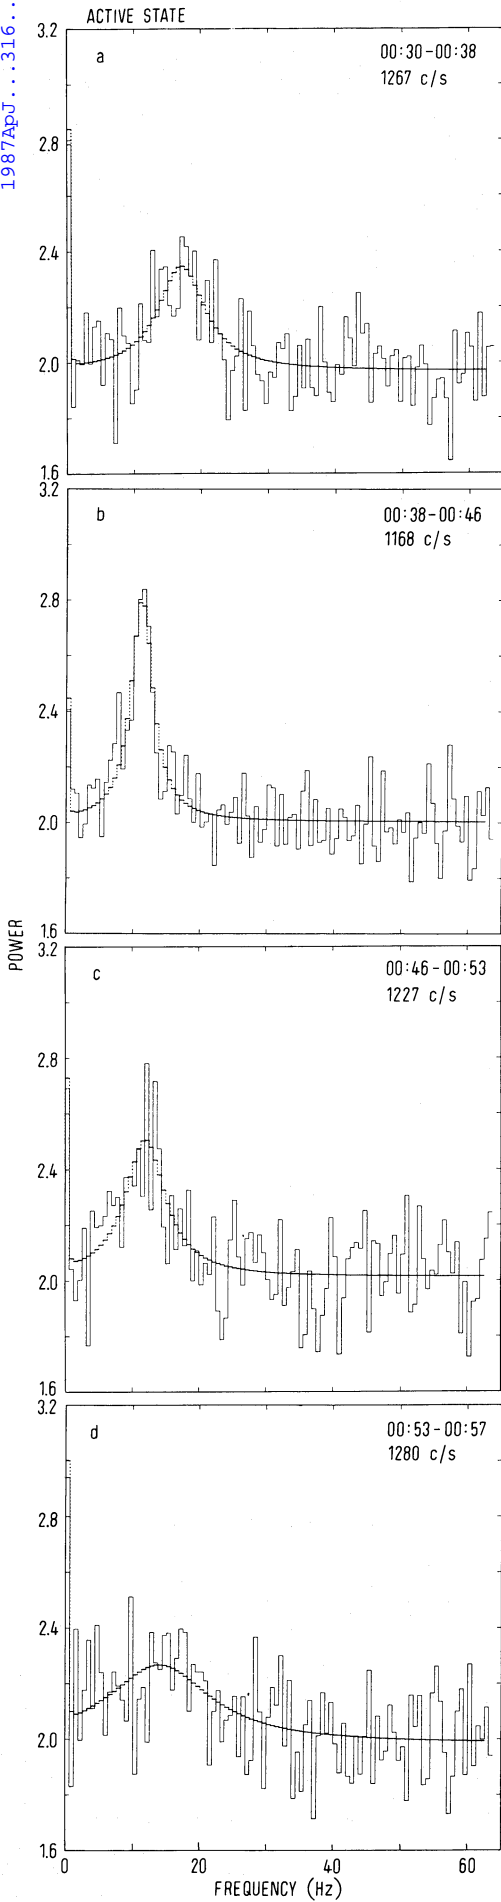 1987ApJ...316..
ACTIVE STATE
3.2
a
00:30-00:38
1267 c/s
2.8
2.4
2.0
1.6
3.2
b
00:38-00:46
1168 c/s
2.8
2.4
2.0
1.6
POWER
3.2
c
00:46-00:53
1227 c/s
2.8
2.4
2.0
1.6
3.2
d
00:53-00:57
1280 c/s
2.8
2.4
2.0
1.6
0 20 40 60
FREQUENCY (Hz)